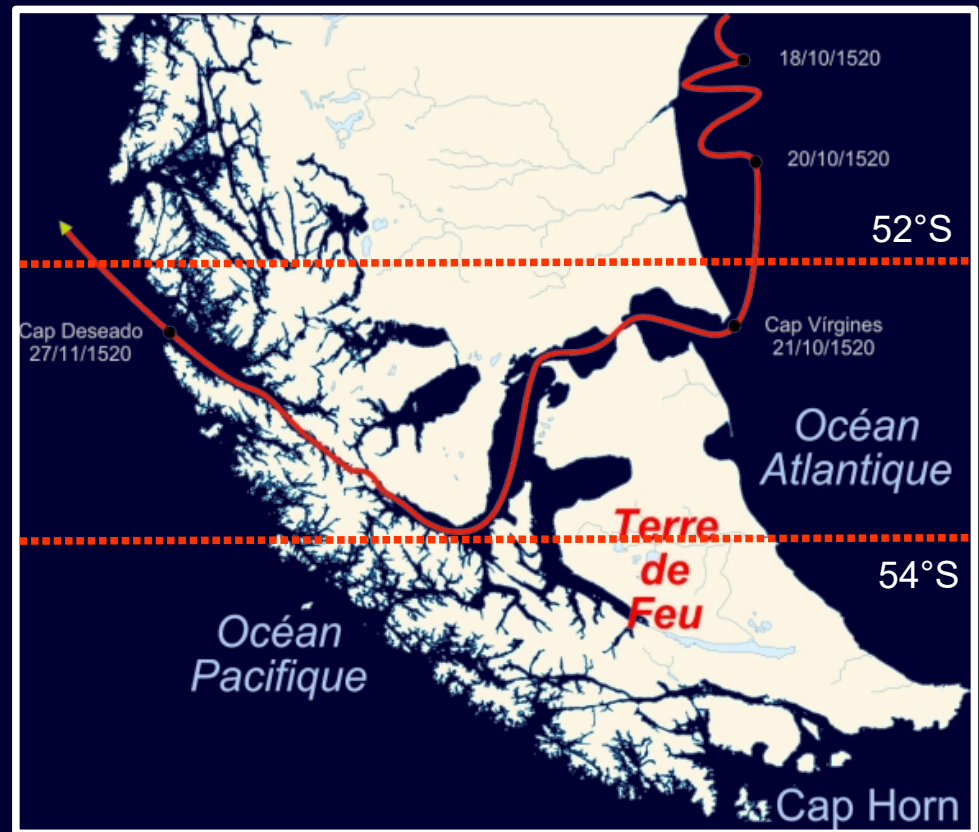 18/10/1520
20/10/1520
52°S
Cap Deseado
27/11/1520
Cap Vírgines
21/10/1520
Océan
Atlantique
Terre
de
Feu
54°S
Océan
Pacifique
Cap Horn